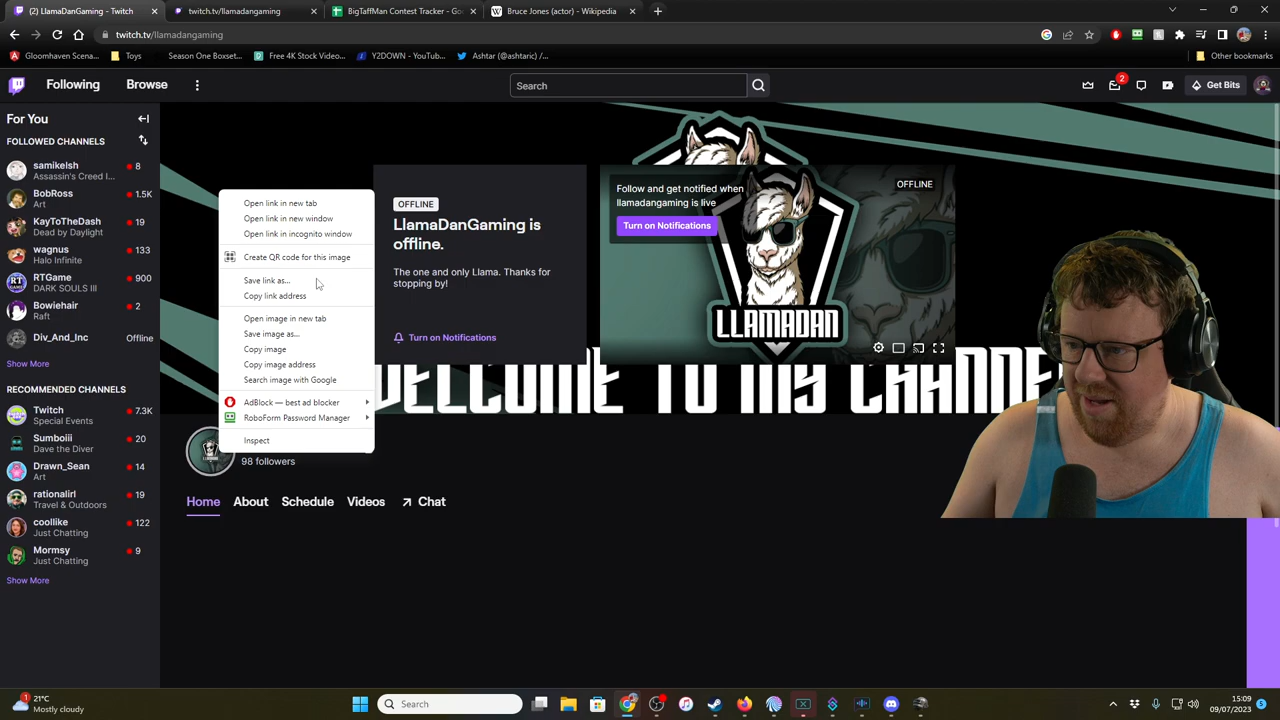 (2) LlamaDanGaming - Twitch
twitch.tv/llamadangaming
BigTaffMan Contest Tracker - Goo
Bruce Jones (actor) - Wikipedia
twitch.tv/llamadangaming
Gloomhaven Scena...
Toys
Season One Boxset...
Free 4K Stock Video...
Y2DOWN - YouTub...
Ashtar (@ashtaric) /...
Other bookmarks
Following
Browse
Search
2
Get Bits
For You
FOLLOWED CHANNELS
samikelsh
8
Assassin's Creed I...
BobRoss
1.5K
Art
KayToTheDash
19
Dead by Daylight
wagnus
133
Halo Infinite
RTGame
900
DARK SOULS III
Bowiehair
2
Raft
Div_And_Inc
Offline
Show More
RECOMMENDED CHANNELS
Twitch
7.3K
Special Events
Sumboiii
20
Dave the Diver
Drawn_Sean
14
Art
rationalirl
19
Travel & Outdoors
coollike
122
Just Chatting
Mormsy
9
Just Chatting
Show More
Open link in new tab
Open link in new window
Open link in incognito window
Create QR code for this image
Save link as...
Copy link address
Open image in new tab
Save image as...
Copy image
Copy image address
Search image with Google
AdBlock — best ad blocker
RoboForm Password Manager
Inspect
OFFLINE
LlamaDanGaming is
offline.
The one and only Llama. Thanks for
stopping by!
Turn on Notifications
Follow and get notified when
llamadangaming is live
Turn on Notifications
OFFLINE
LLAMADAN
WELCOME TO MY CHANNE
98 followers
Home
About
Schedule
Videos
Chat
1
21°C
Mostly cloudy
Search
15:09
09/07/2023